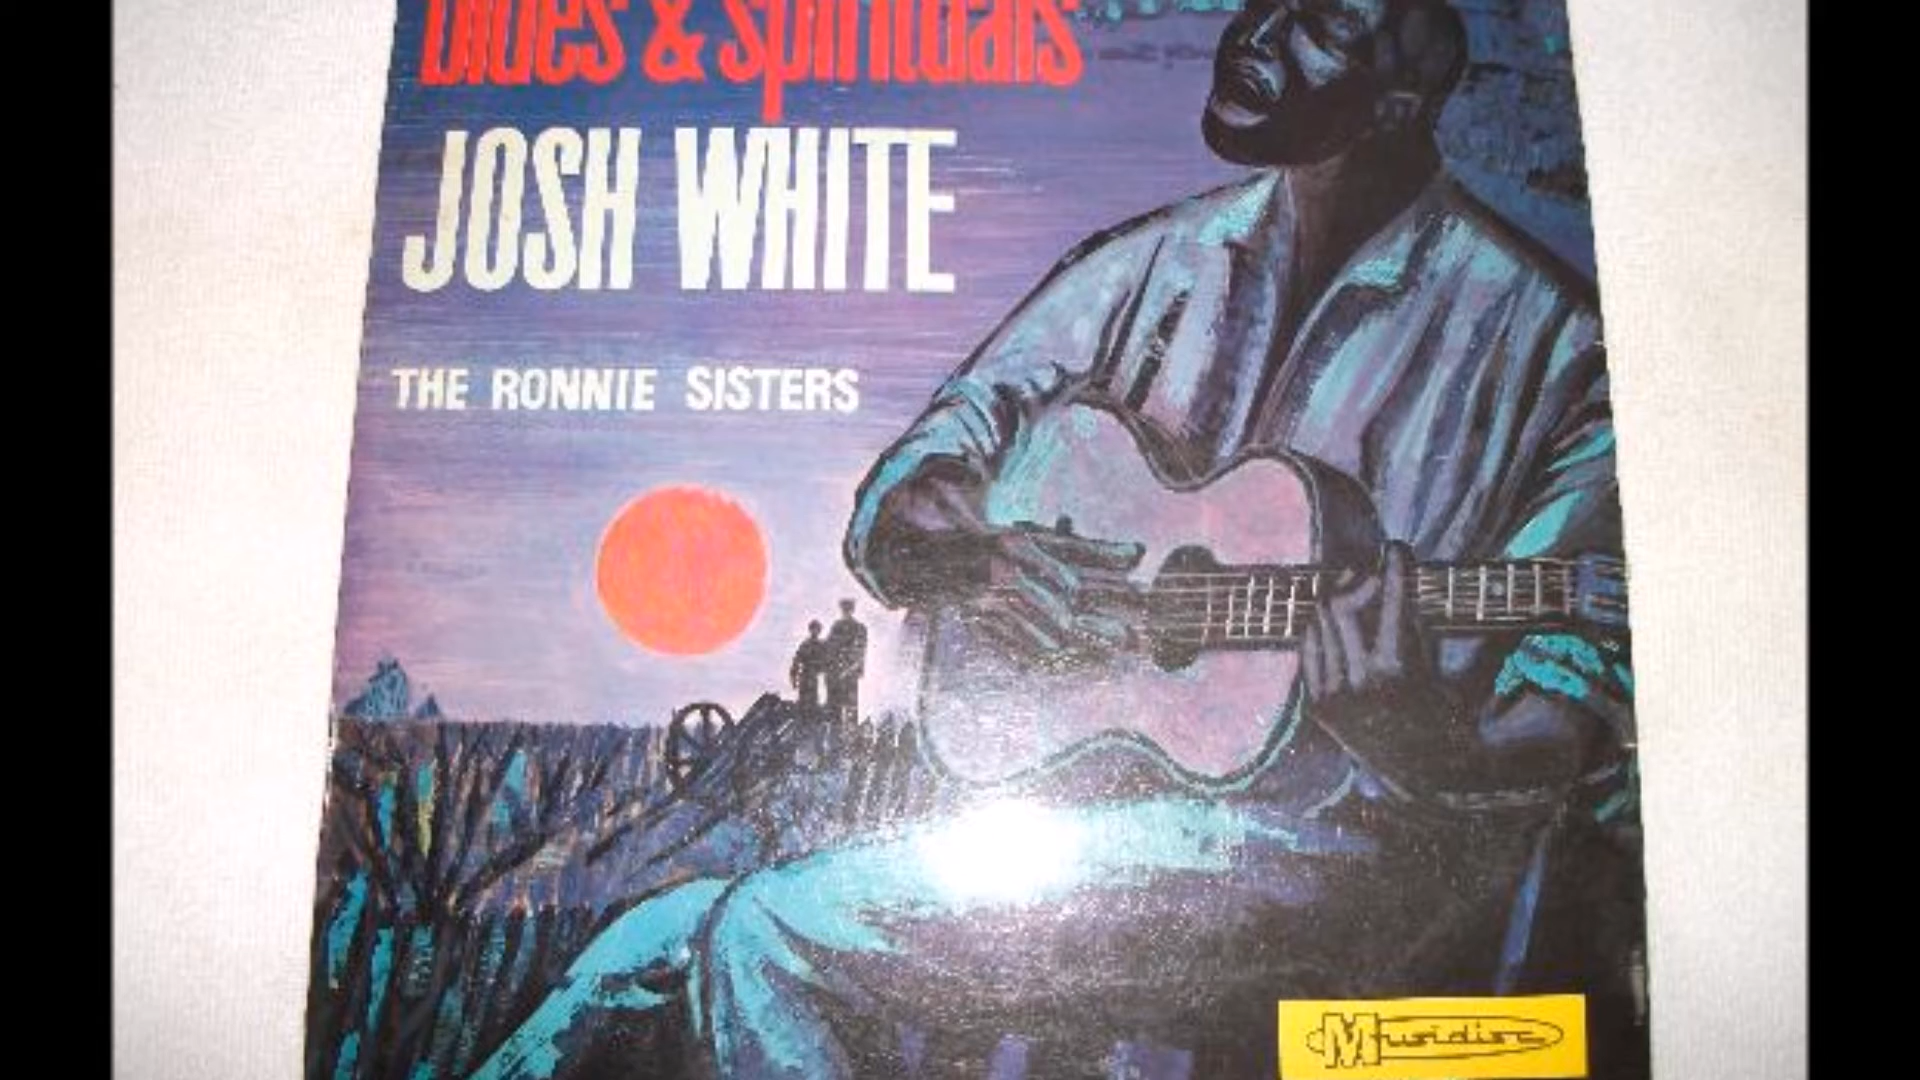 blues & spirituals
JOSH WHITE
THE RONNIE SISTERS
Musidisc